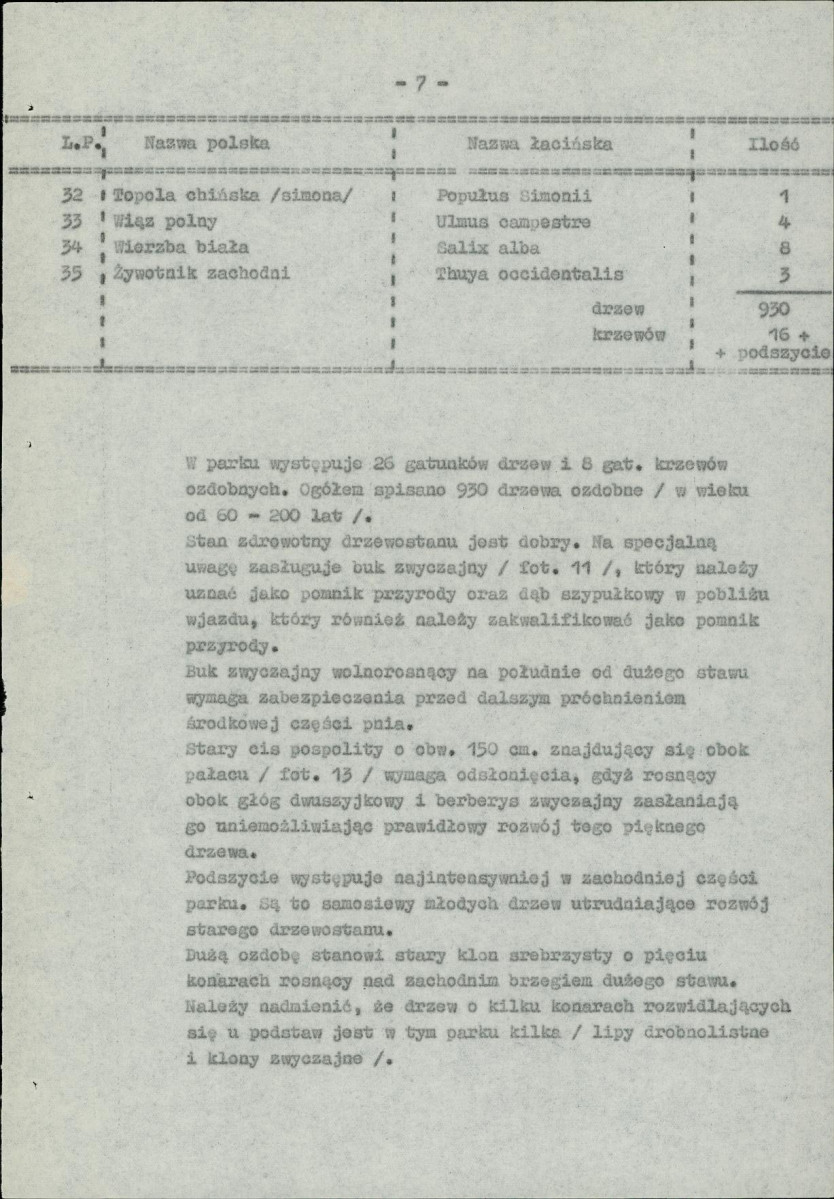 - 7 -
L.P. Nazwa polska Nazwa łacińska Ilość
32 Topola chińska /simona/ Populus Simonii 1
33 Wiąz polny Ulmus campestre 4
34 Wierzba biała Salix alba 8
35 Żywotnik zachodni Thuya occidentalis 3
drzew 930
krzewów 16 +
+ podszycie
W parku występuje 26 gatunków drzew i 8 gat. krzewów
ozdobnych. Ogółem spisano 930 drzewa ozdobne / w wieku
od 60 - 200 lat /.
Stan zdrowotny drzewostanu jest dobry. Na specjalną
uwagę zasługuje buk zwyczajny / fot. 11 /, który należy
uznać jako pomnik przyrody oraz dąb szypułkowy w pobliżu
wjazdu, który również należy zakwalifikować jako pomnik
przyrody.
Buk zwyczajny wolnorosnący na południe od dużego stawu
wymaga zabezpieczenia przed dalszym próchnieniem
środkowej części pnia.
Stary cis pospolity o obw. 150 cm. znajdujący się obok
pałacu / fot. 13 / wymaga odsłonięcia, gdyż rosnący
obok głóg dwuszyjkowy i berberys zwyczajny zasłaniają
go uniemożliwiając prawidłowy rozwój tego pięknego
drzewa.
Podszycie występuje najintensywniej w zachodniej części
parku. Są to samosiewy młodych drzew utrudniające rozwój
starego drzewostanu.
Dużą ozdobę stanowi stary klon srebrzysty o pięciu
konarach rosnący nad zachodnim brzegiem dużego stawu.
Należy nadmienić, że drzew o kilku konarach rozwidlających
się u podstaw jest w tym parku kilka / lipy drobnolistne
i klony zwyczajne /.